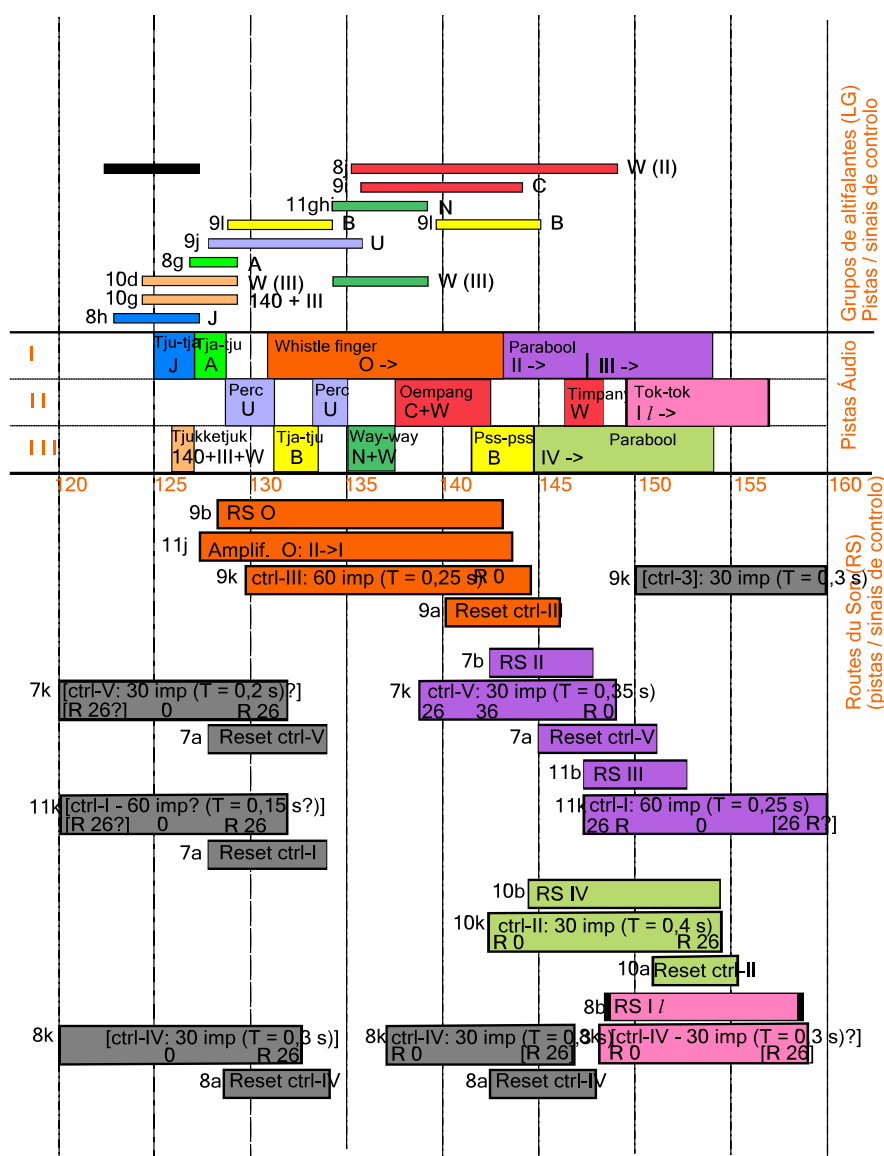 8j W (II)
9i C
11ghi N
9l B 9l B
9j U
8g A
10d W (III) W (III)
10g 140 + III
8h J
Grupos de altifalantes (LG)
Pistas / sinais de controlo
I Tju-tja Tja-tju Whistle finger Parabool
J A O -> II -> III ->
II Perc Perc Oempang Timpany Tok-tok
U U C+W W I l ->
III Tjukketjuk Tja-tju Way-way Pss-pss Parabool
140+III+W B N+W B IV ->
Pistas Áudio
120 125 130 135 140 145 150 155 160
9b RS O
11j Amplif. O: II->I
9k ctrl-III: 60 imp (T = 0,25 s) R 0 9k [ctrl-3]: 30 imp (T = 0,3 s)
9a Reset ctrl-III
7b RS II
7k [ctrl-V: 30 imp (T = 0,2 s)?] 7k ctrl-V: 30 imp (T = 0,35 s)
[R 26?] 0 R 26 26 36 R 0
7a Reset ctrl-V 7a Reset ctrl-V
11b RS III
11k [ctrl-I - 60 imp? (T = 0,15 s?)] 11k ctrl-I: 60 imp (T = 0,25 s)
[R 26?] 0 R 26 26 R 0 [26 R?]
7a Reset ctrl-I
10b RS IV
10k ctrl-II: 30 imp (T = 0,4 s)
R 0 R 26
10a Reset ctrl-II
8b RS I l
8k [ctrl-IV: 30 imp (T = 0,3 s)] 8k ctrl-IV: 30 imp (T = 0,3 s) 8k [ctrl-IV - 30 imp (T = 0,3 s)?]
0 R 26 R 0 [R 26] R 0 [R 26]
8a Reset ctrl-IV 8a Reset ctrl-IV
Routes du Son (RS)
(pistas / sinais de controlo)